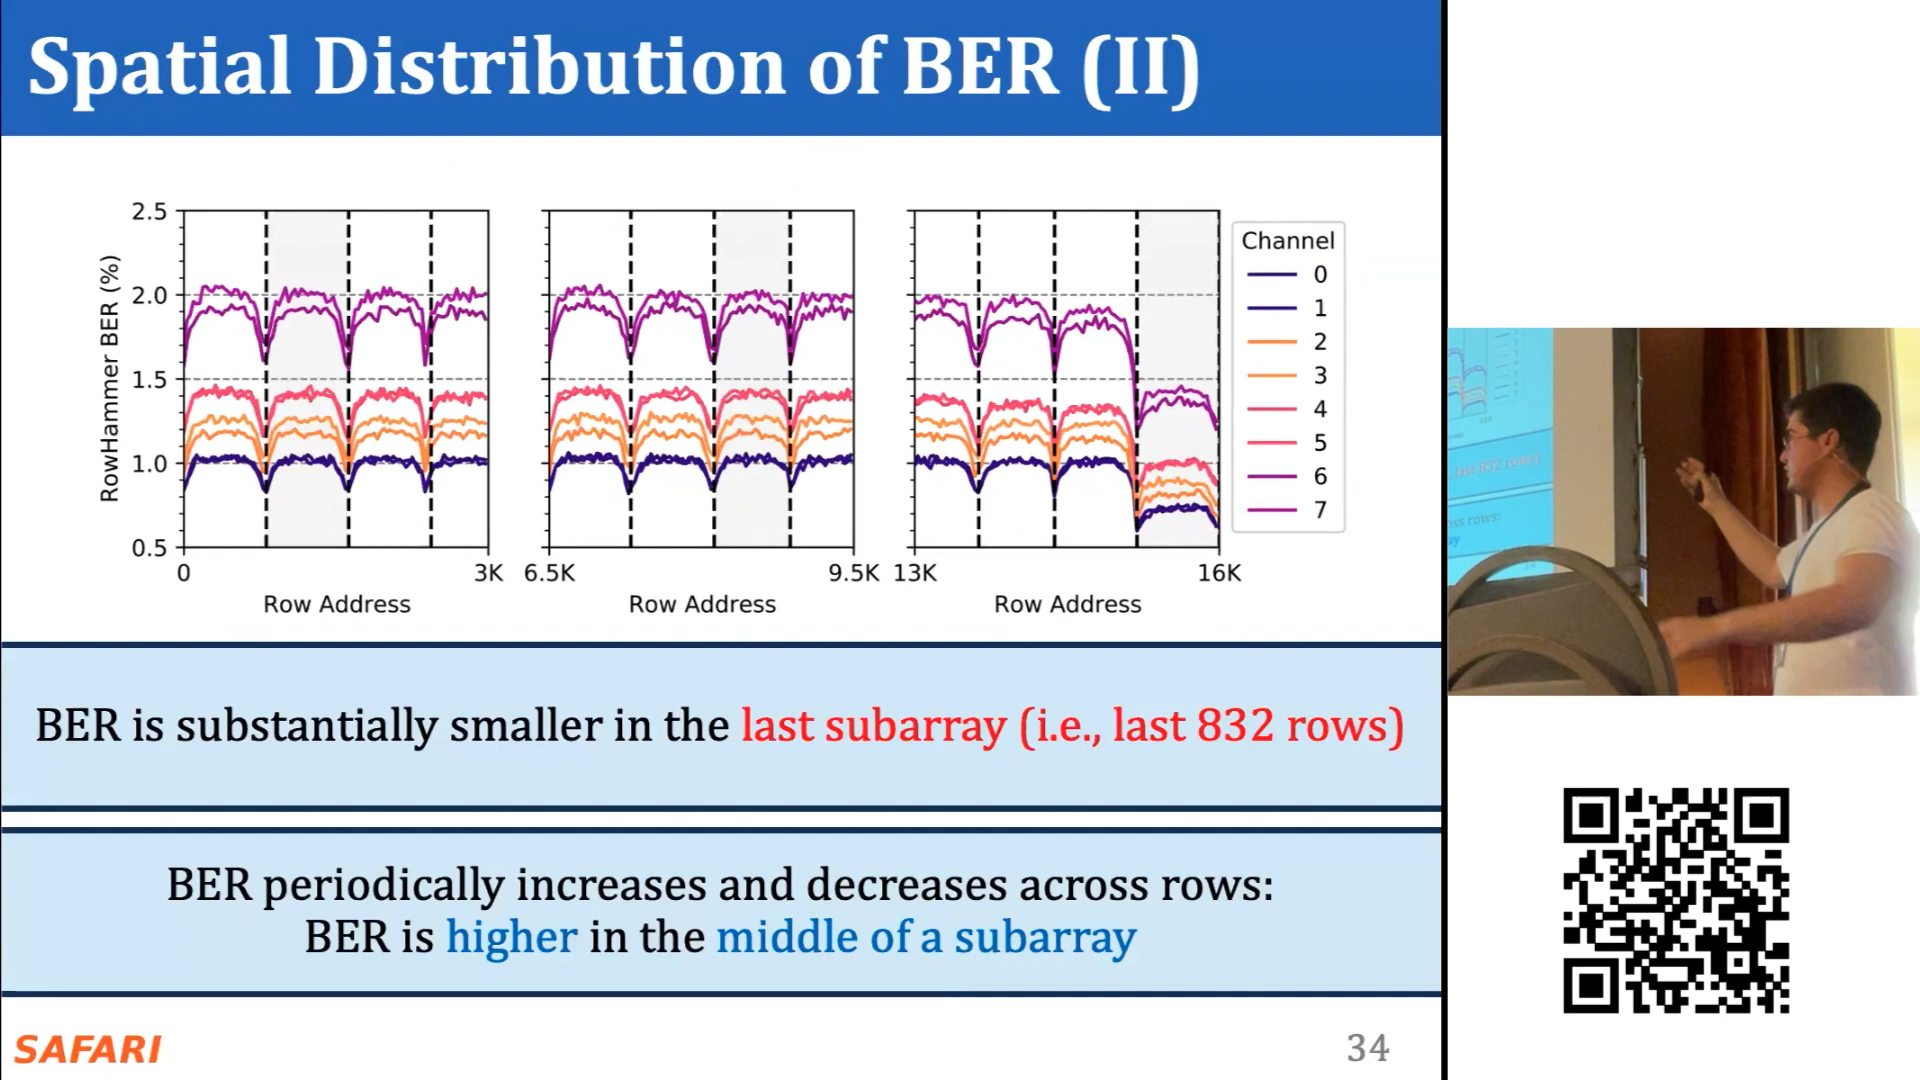 Spatial Distribution of BER (II)
RowHammer BER (%)
2.5
2.0
1.5
1.0
0.5
0
3K
Row Address
6.5K
9.5K
Row Address
13K
16K
Row Address
Channel
0
1
2
3
4
5
6
7
BER is substantially smaller in the last subarray (i.e., last 832 rows)
BER periodically increases and decreases across rows:
BER is higher in the middle of a subarray
SAFARI
34